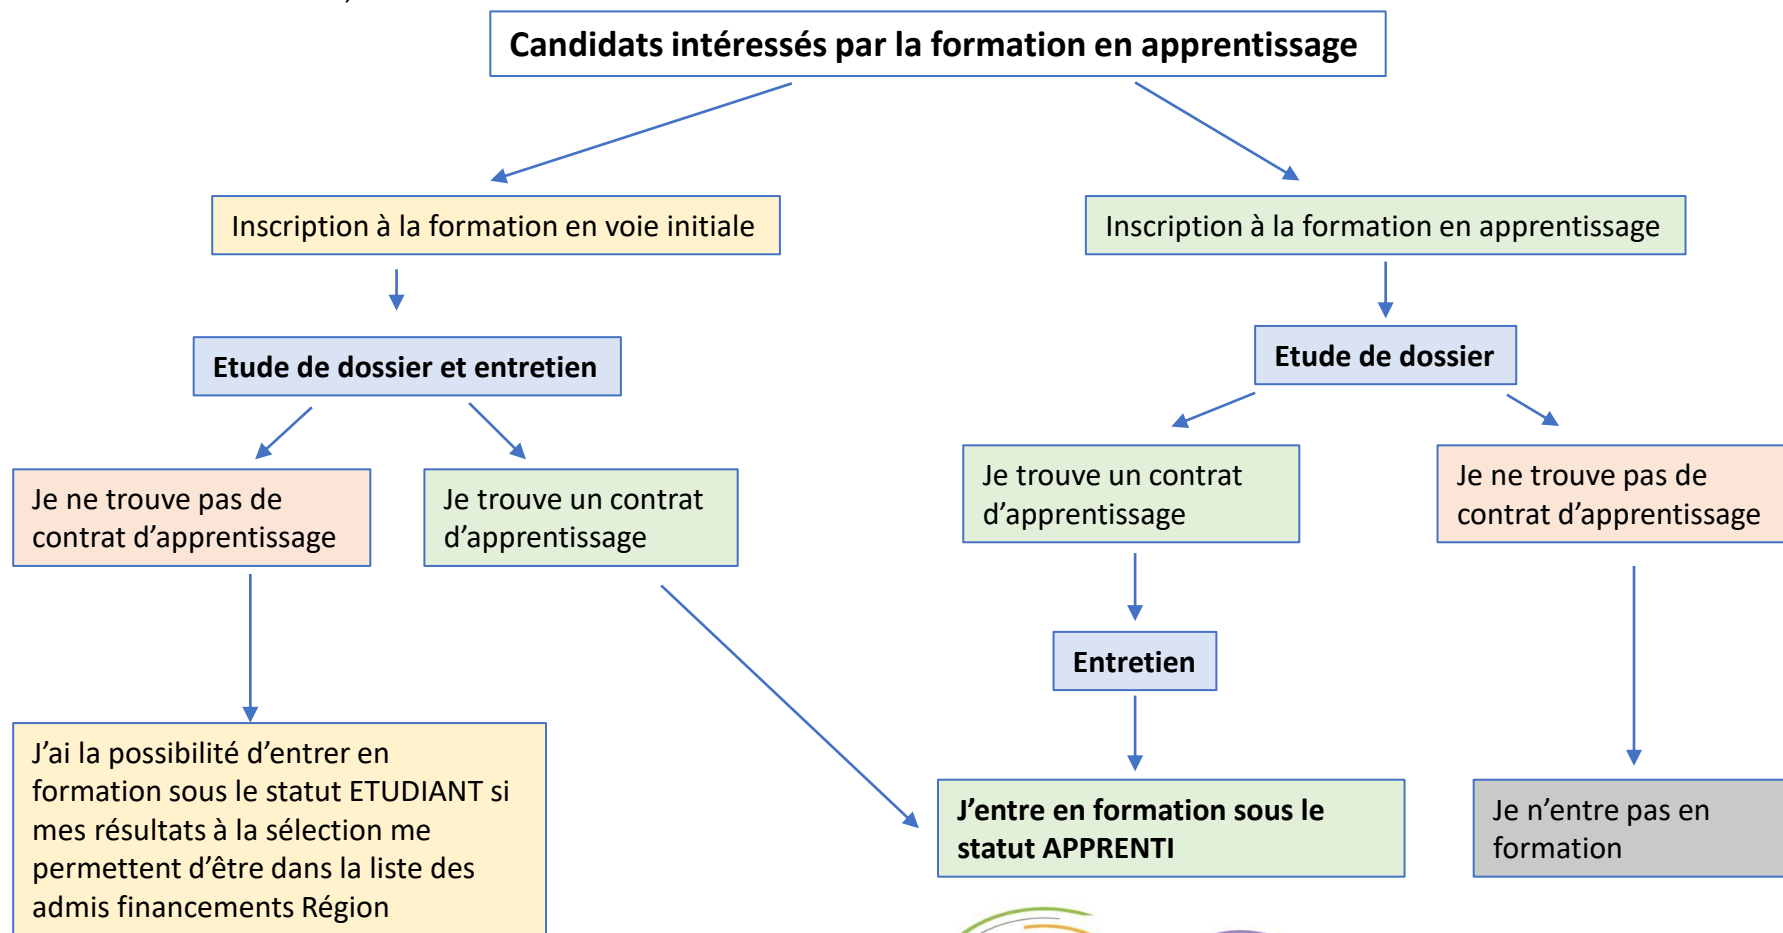 Candidats intéressés par la formation en apprentissage
Inscription à la formation en voie initiale
Inscription à la formation en apprentissage
Etude de dossier et entretien
Etude de dossier
Je ne trouve pas de
contrat d’apprentissage
Je trouve un contrat
d’apprentissage
Je trouve un contrat
d’apprentissage
Je ne trouve pas de
contrat d’apprentissage
Entretien
J’ai la possibilité d’entrer en
formation sous le statut ETUDIANT si
mes résultats à la sélection me
permettent d’être dans la liste des
admis financements Région
J’entre en formation sous le
statut APPRENTI
Je n’entre pas en
formation